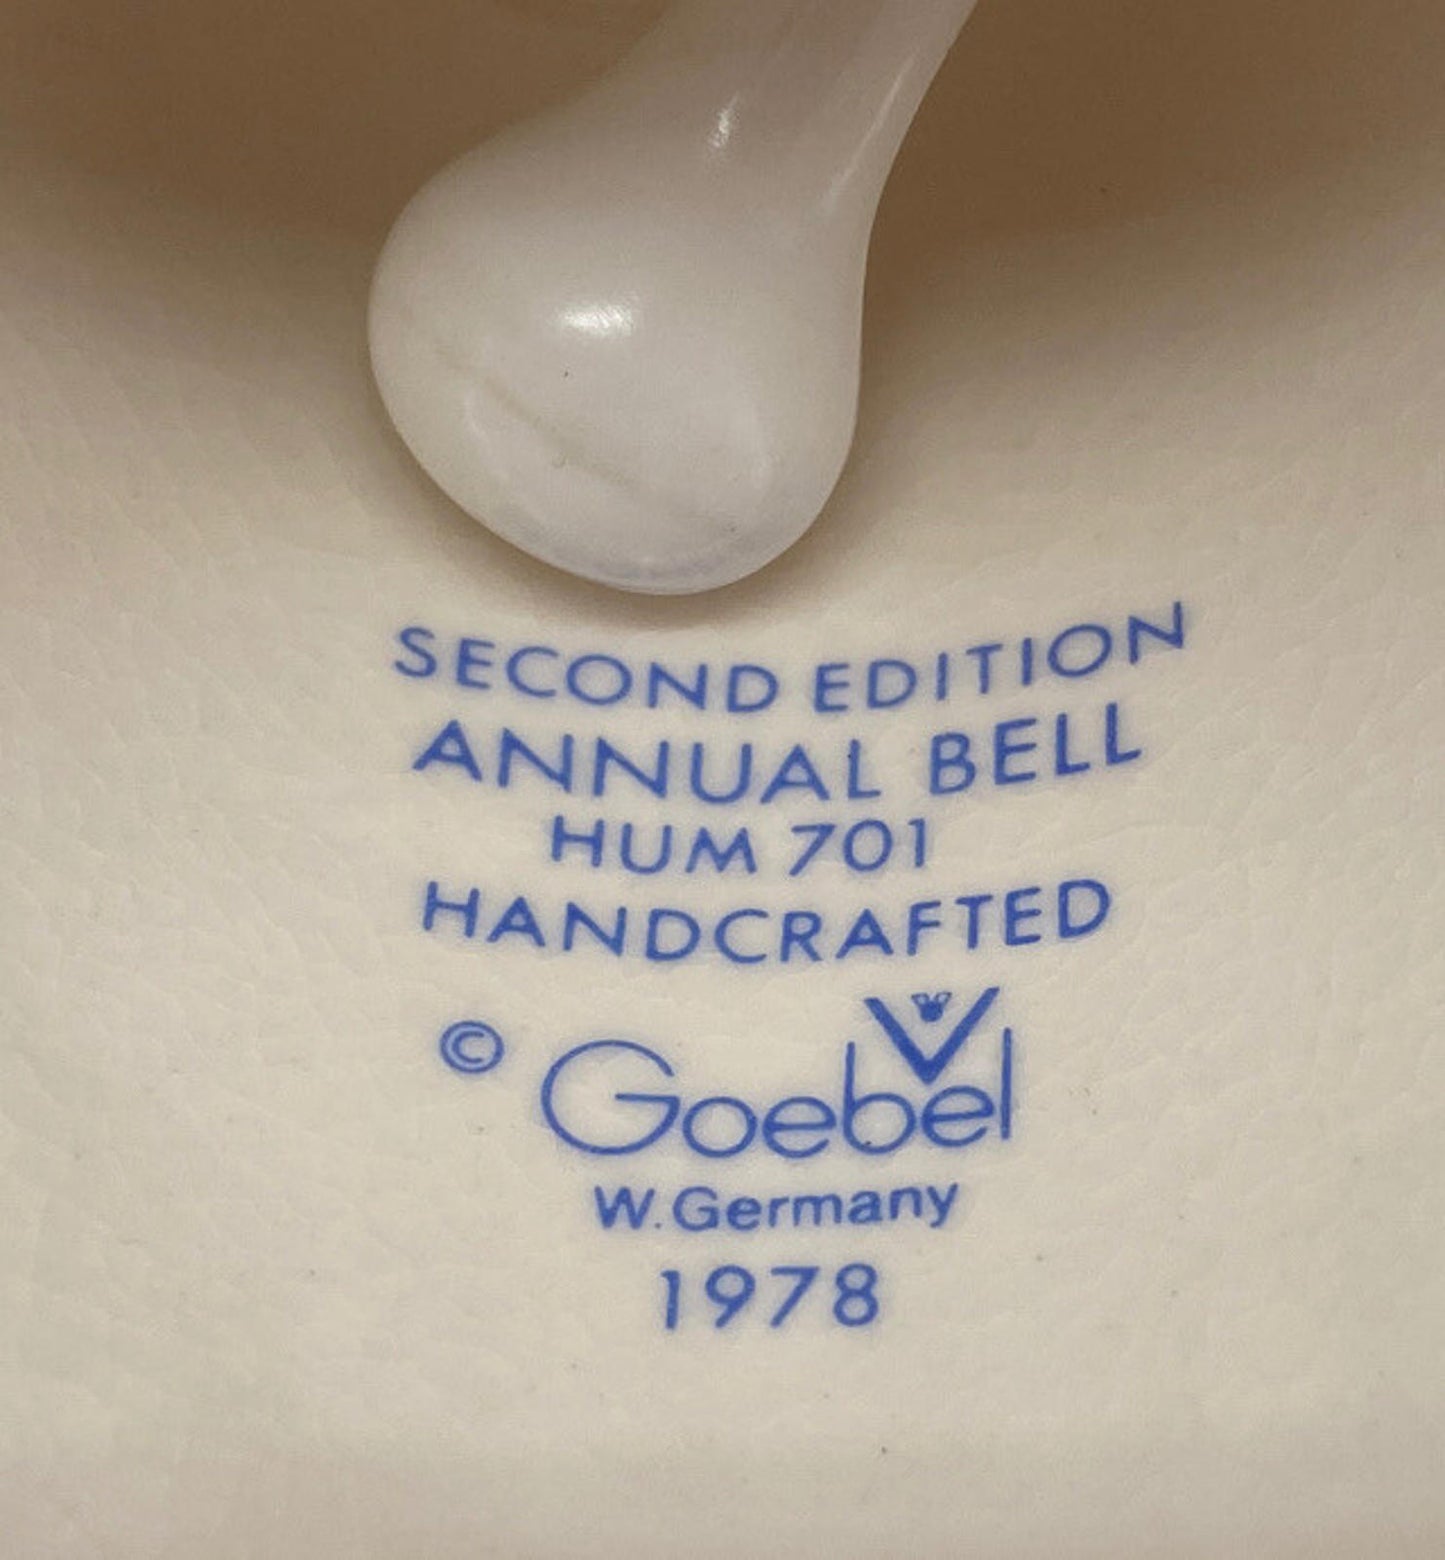 SECOND EDITION
ANNUAL BELL
HUM 701
HANDCRAFTED
© Goebel
W. Germany
1978